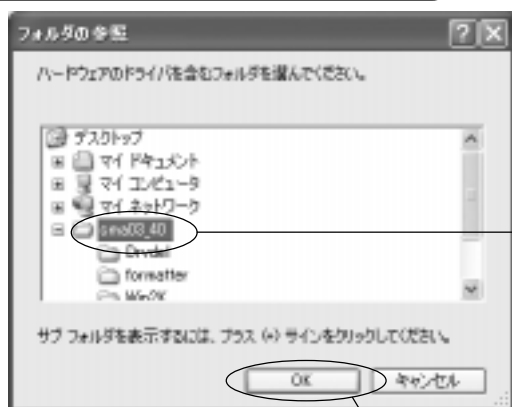 フォルダの参照
ハードウェアのドライバを含むフォルダを選んでください。
デスクトップ
マイ ドキュメント
マイ コンピュータ
マイ ネットワーク
sma03_40
formatter
Win2K
サブ フォルダを表示するには、プラス (+) サインをクリックしてください。
OK
キャンセル